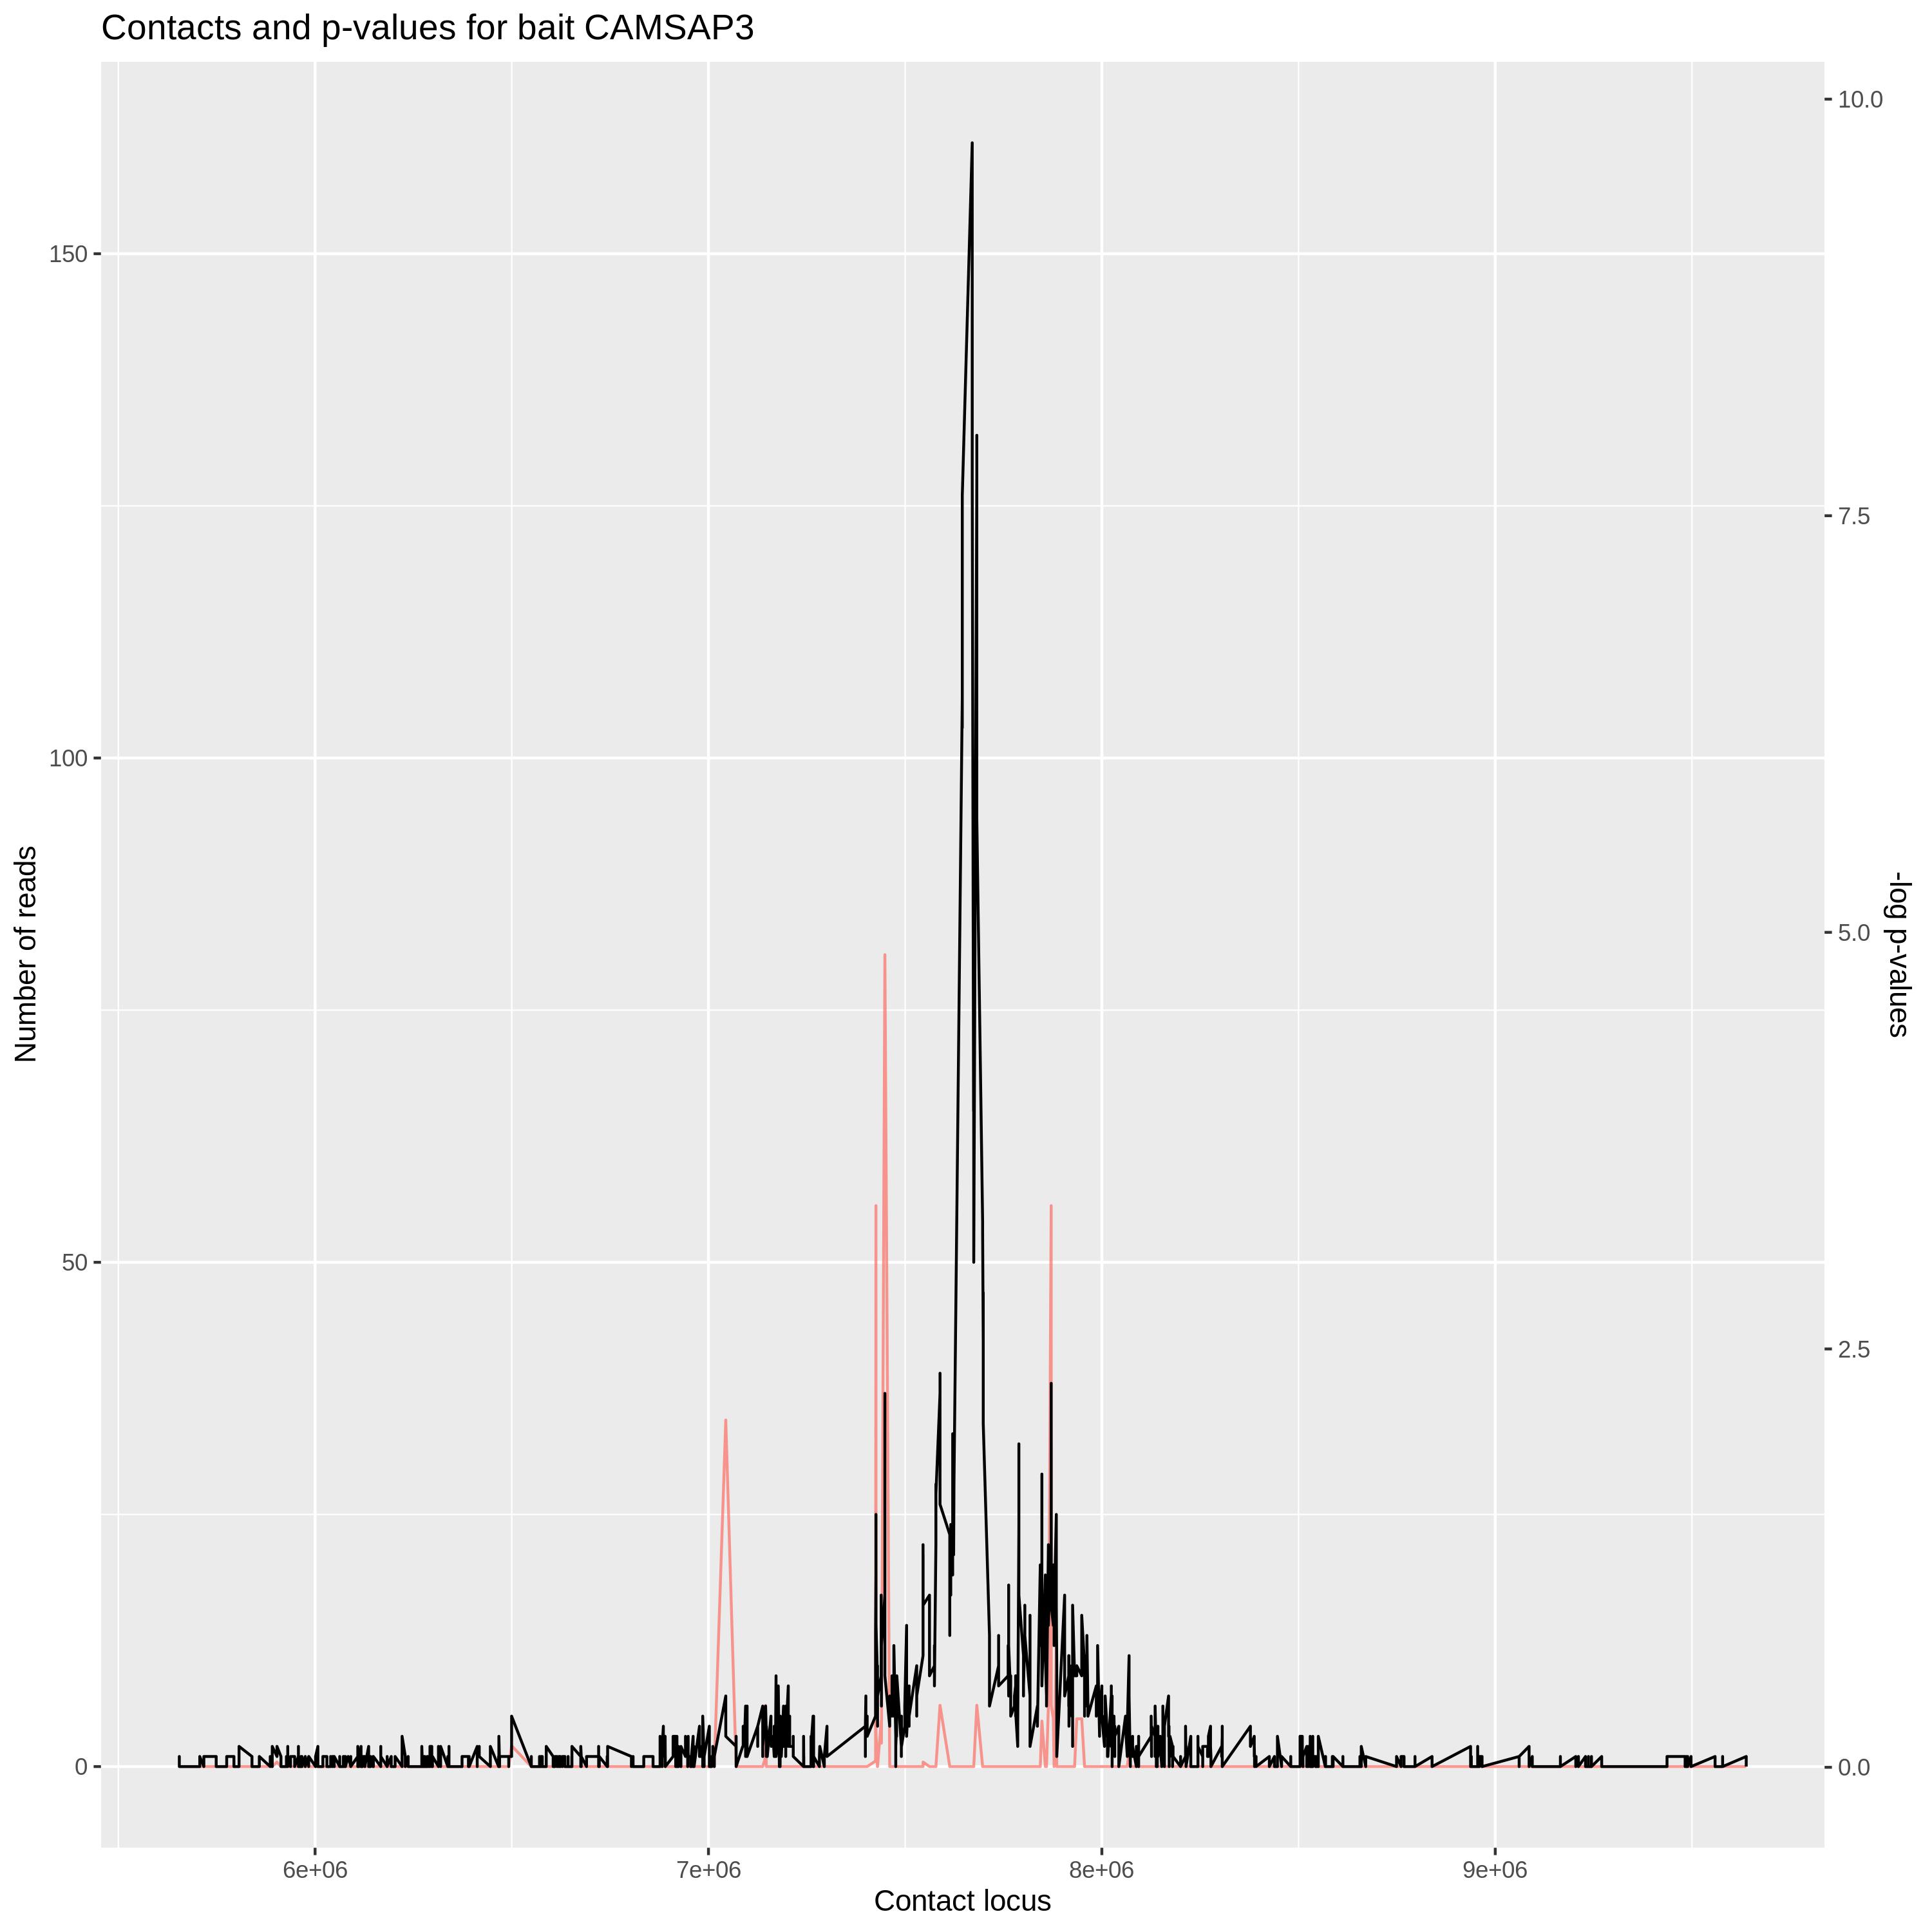 Contacts and p-values for bait CAMSAP3
Number of reads
150
100
50
0
10.0
7.5
5.0
2.5
0.0
-log p-values
6e+06
7e+06
8e+06
9e+06
Contact locus